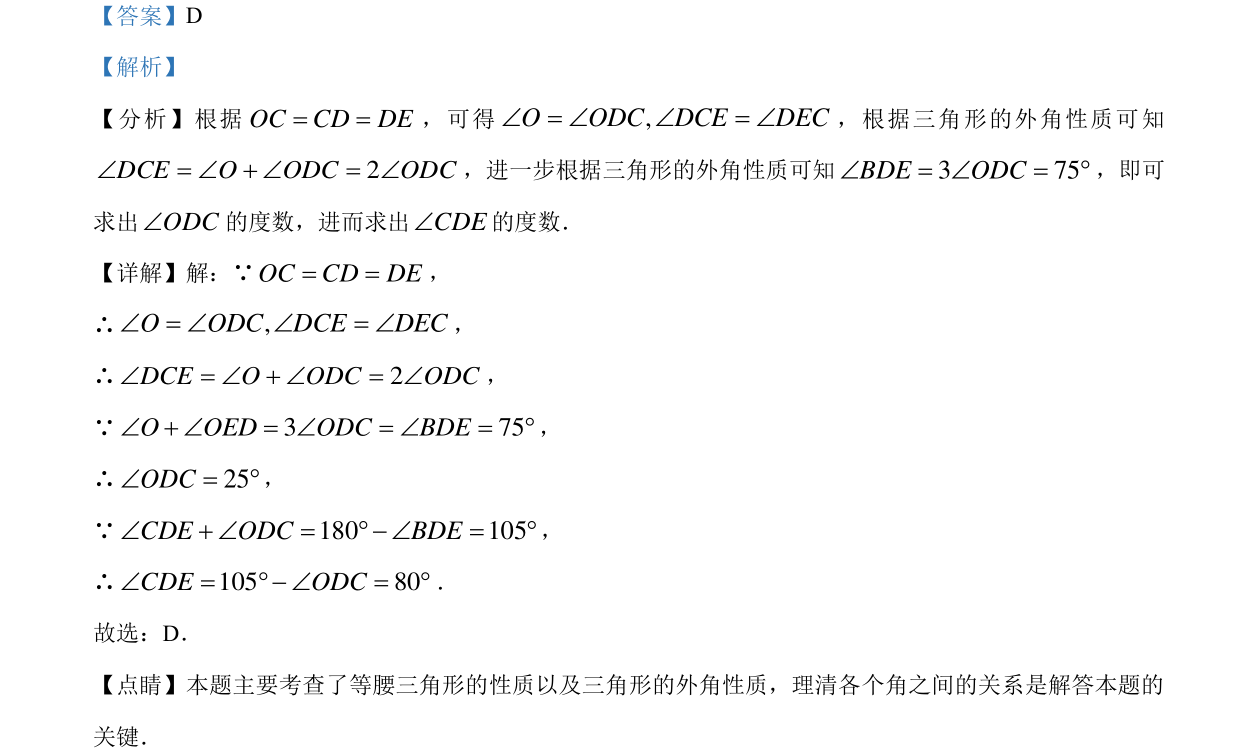 【答案】D
【解析】
【分析】根据 OC = CD = DE ，可得 ∠O = ∠ODC, ∠DCE = ∠DEC ，根据三角形的外角性质可知
∠DCE = ∠O + ∠ODC = 2∠ODC ，进一步根据三角形的外角性质可知 ∠BDE = 3∠ODC = 75° ，即可
求出 ∠ODC 的度数，进而求出 ∠CDE 的度数．
【详解】解：∵ OC = CD = DE ，
∴ ∠O = ∠ODC, ∠DCE = ∠DEC ，
∴ ∠DCE = ∠O + ∠ODC = 2∠ODC ，
∵ ∠O + ∠OED = 3∠ODC = ∠BDE = 75° ，
∴ ∠ODC = 25° ，
∵ ∠CDE + ∠ODC = 180° − ∠BDE = 105° ，
∴ ∠CDE = 105° − ∠ODC = 80° ．
故选：D．
【点睛】本题主要考查了等腰三角形的性质以及三角形的外角性质，理清各个角之间的关系是解答本题的
关键．